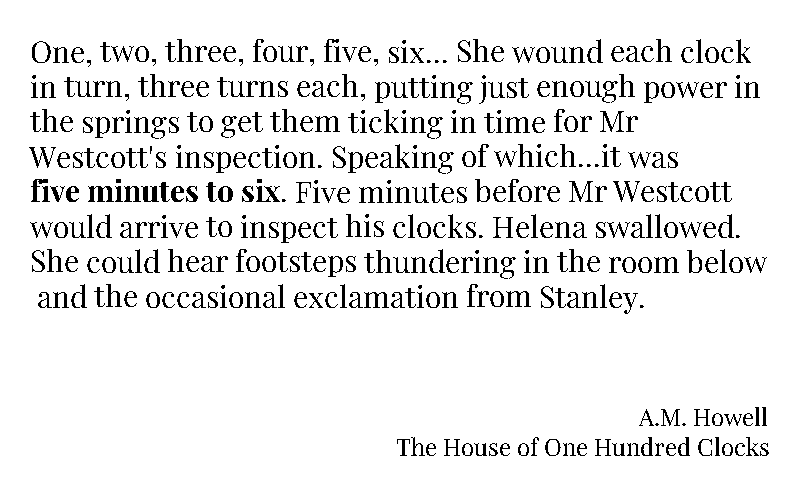 One, two, three, four, five, six... She wound each clock
in turn, three turns each, putting just enough power in
the springs to get them ticking in time for Mr
Westcott's inspection. Speaking of which...it was
five minutes to six. Five minutes before Mr Westcott
would arrive to inspect his clocks. Helena swallowed.
She could hear footsteps thundering in the room below
and the occasional exclamation from Stanley.
A.M. Howell
The House of One Hundred Clocks